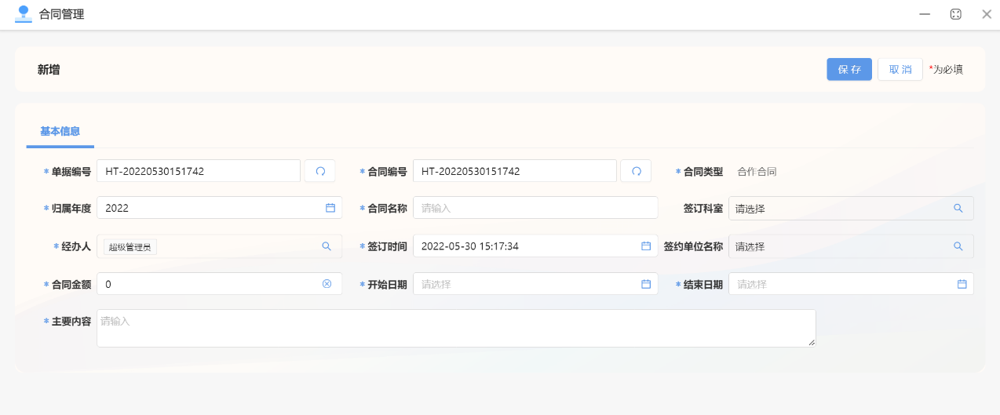 合同管理
新增 保 存 取 消 *为必填
基本信息
* 单据编号 HT-20220530151742 * 合同编号 HT-20220530151742 * 合同类型 合作合同
* 归属年度 2022 * 合同名称 请输入 签订科室 请选择
* 经办人 超级管理员 * 签订时间 2022-05-30 15:17:34 签约单位名称 请选择
* 合同金额 0 * 开始日期 请选择 * 结束日期 请选择
* 主要内容 请输入